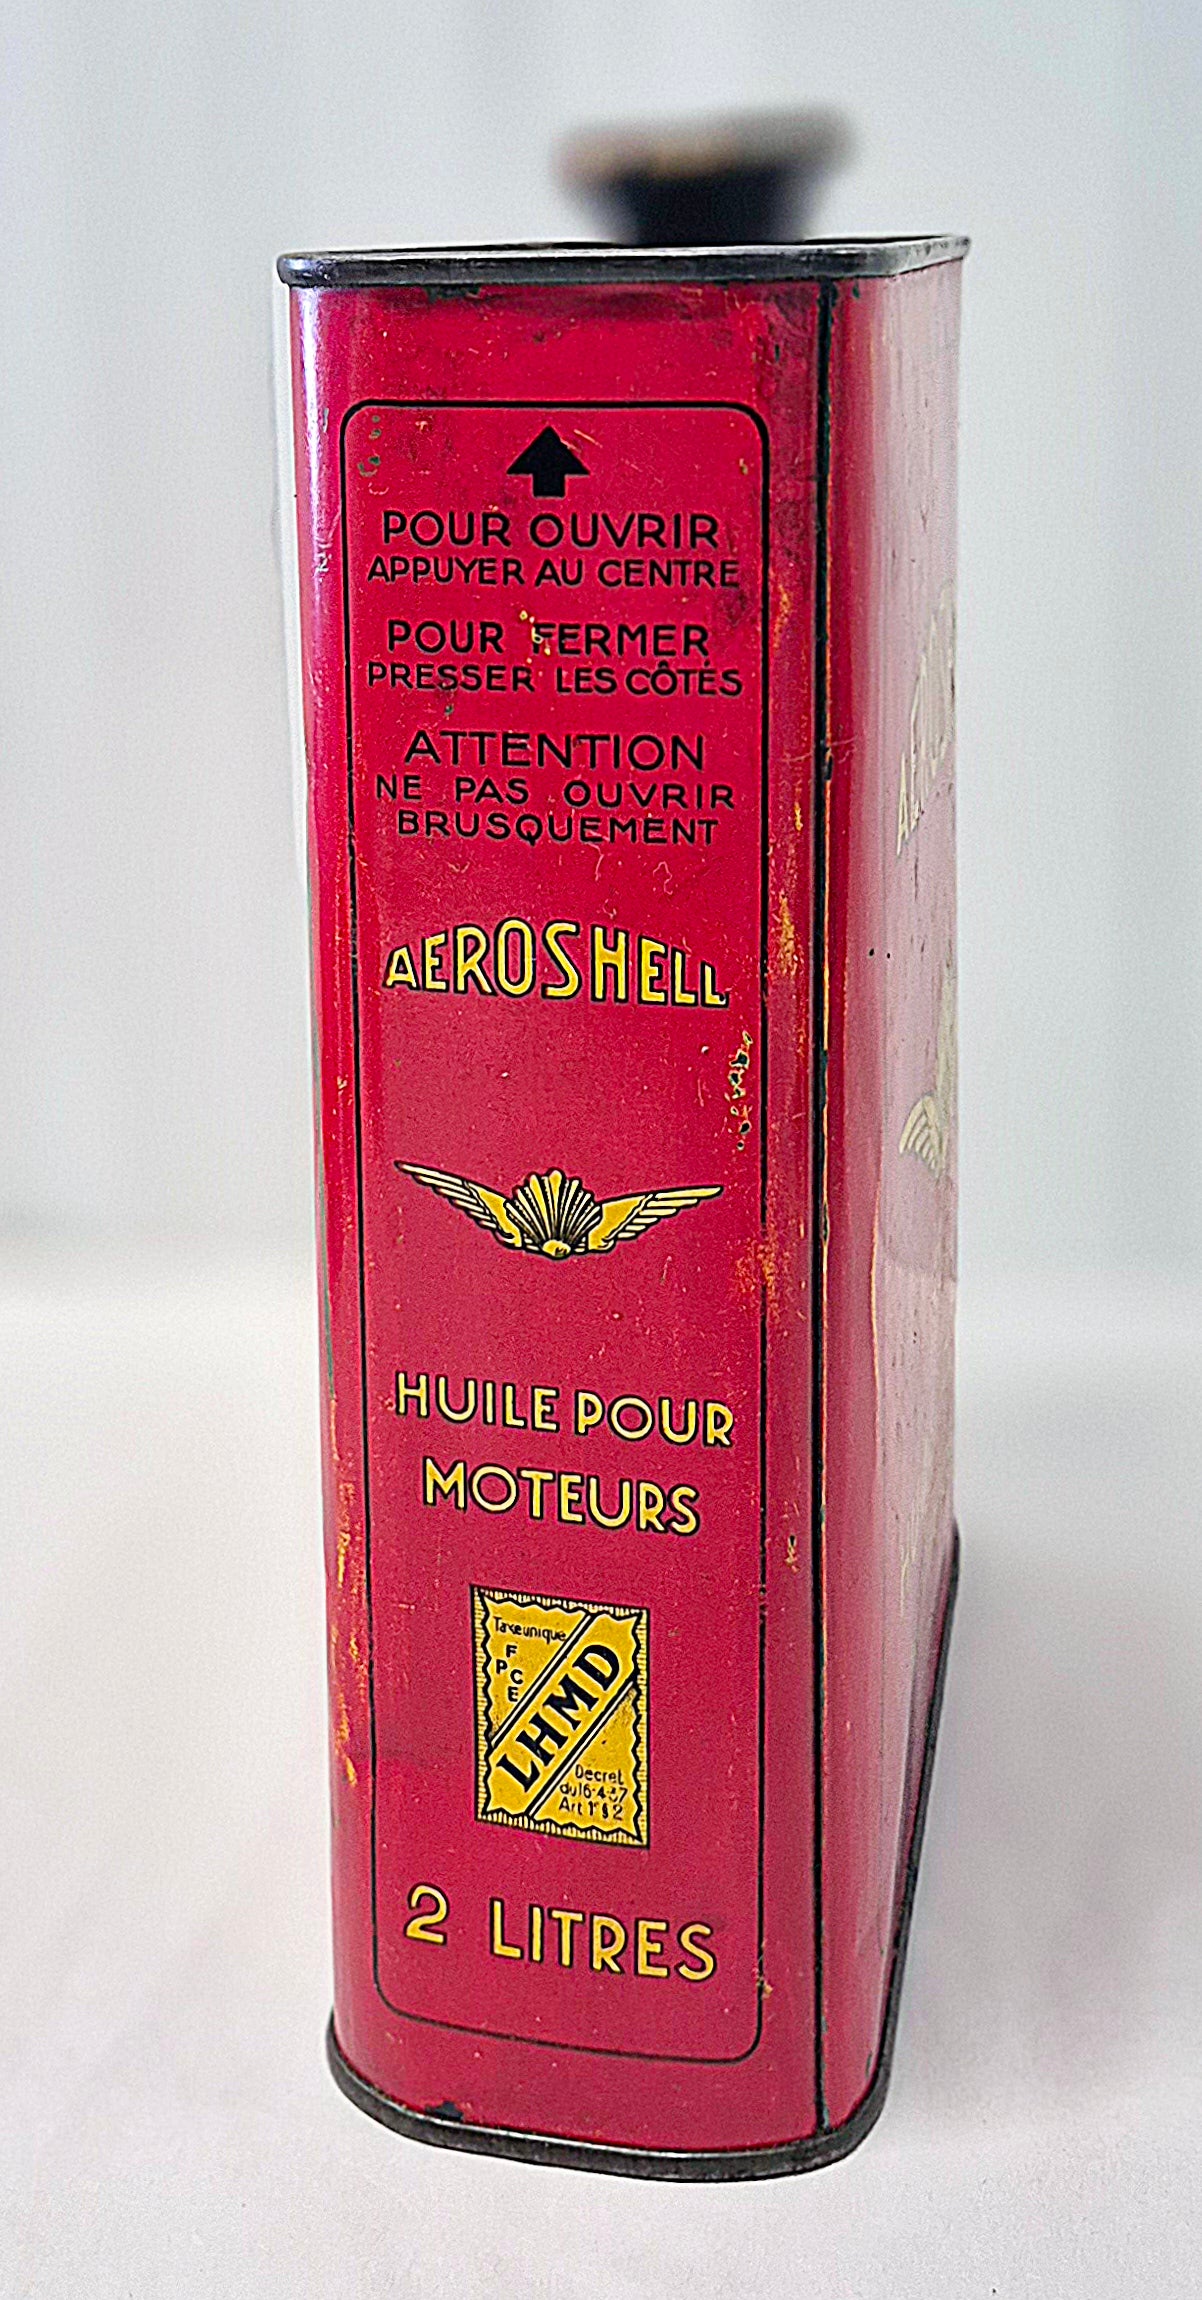 POUR OUVRIR
APPUYER AU CENTRE
POUR FERMER
PRESSER LES CÔTÉS
ATTENTION
NE PAS OUVRIR
BRUSQUEMENT
AEROSHELL
HUILE POUR
MOTEURS
Taxe unique
F
P C
E
LHMD
Decret
du 16-4-37
Art 1er § 2
2 LITRES